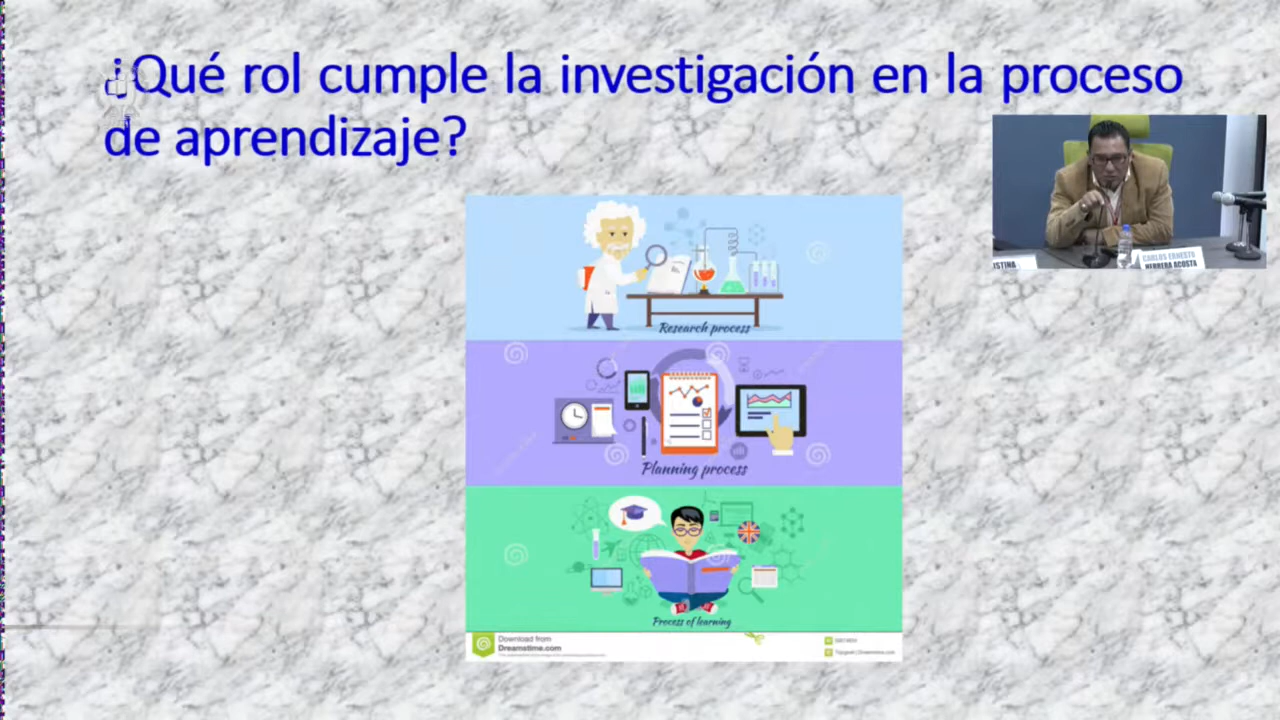 ¿Qué rol cumple la investigación en la proceso
de aprendizaje?
ISTINA
CARLOS ERNESTO
HERRERA ACOSTA
Research process
Planning process
Process of learning
Download from
Dreamstime.com